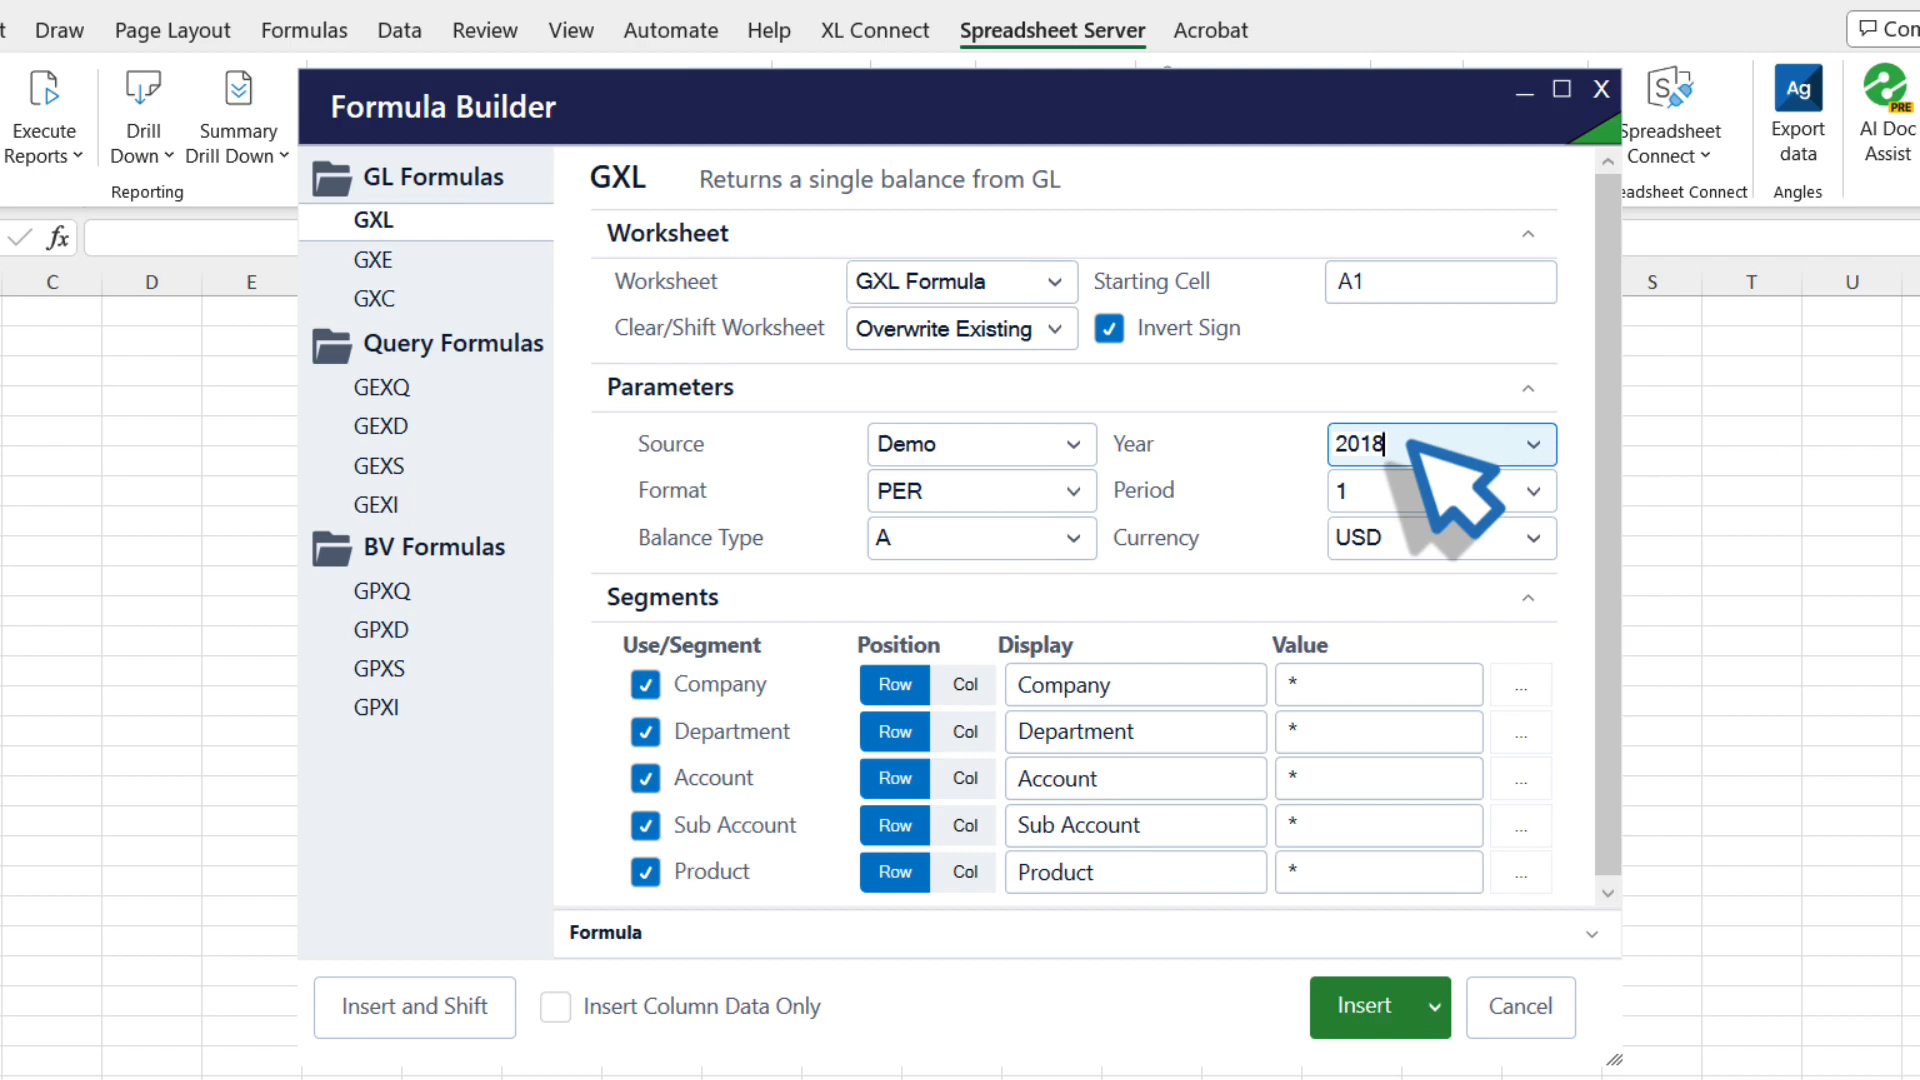 Draw Page Layout Formulas Data Review View Automate Help XL Connect Spreadsheet Server Acrobat
Execute
Reports
Drill
Down
Summary
Drill Down
Reporting
Spreadsheet
Connect
Export
data
Angles
Ag
PRE
AI Doc
Assist
Formula Builder
X
fx
C D E S T U
GL Formulas
GXL
GXE
GXC
Query Formulas
GEXQ
GEXD
GEXS
GEXI
BV Formulas
GPXQ
GPXD
GPXS
GPXI
GXL Returns a single balance from GL
Worksheet
Worksheet GXL Formula Starting Cell A1
Clear/Shift Worksheet Overwrite Existing Invert Sign
Parameters
Source Demo Year 2018
Format PER Period 1
Balance Type A Currency USD
Segments
Use/Segment Position Display Value
Company Row Col Company * ...
Department Row Col Department * ...
Account Row Col Account * ...
Sub Account Row Col Sub Account * ...
Product Row Col Product * ...
Formula
Insert and Shift Insert Column Data Only Insert Cancel